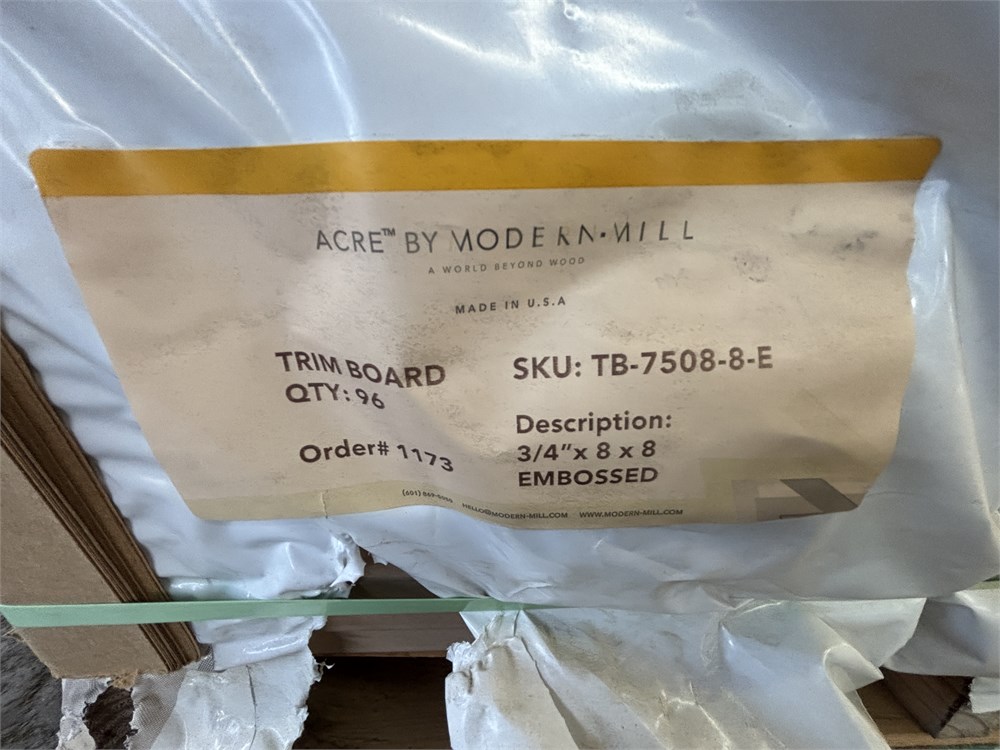 ACRE™ BY MODERN•MILL
A WORLD BEYOND WOOD
MADE IN U.S.A
TRIM BOARD
QTY: 96
Order# 1173
SKU: TB-7508-8-E
Description:
3/4"x 8 x 8
EMBOSSED
(601) HELLO@MODERN-MILL.COM WWW.MODERN-MILL.COM